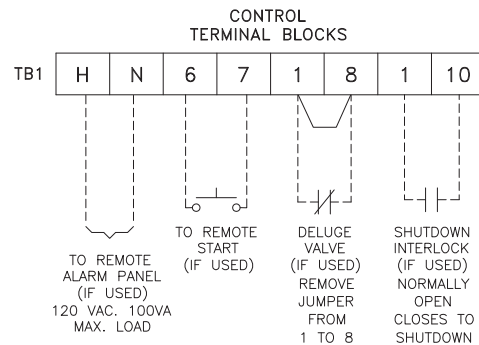 CONTROL
TERMINAL BLOCKS
TB1 H N 6 7 1 8 1 10
TO REMOTE
ALARM PANEL
(IF USED)
120 VAC. 100VA
MAX. LOAD
TO REMOTE
START
(IF USED)
DELUGE
VALVE
(IF USED)
REMOVE
JUMPER
FROM
1 TO 8
SHUTDOWN
INTERLOCK
(IF USED)
NORMALLY
OPEN
CLOSES TO
SHUTDOWN